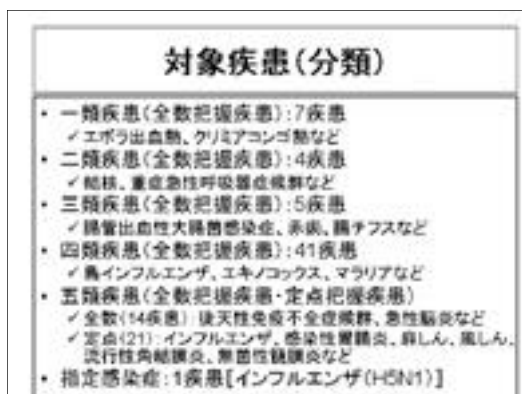 対象疾患(分類)
・ 一類疾患(全数把握疾患):7疾患
✓ エボラ出血熱、クリミアコンゴ熱など
・ 二類疾患(全数把握疾患):4疾患
✓ 結核、重症急性呼吸器症候群など
・ 三類疾患(全数把握疾患):5疾患
✓ 腸管出血性大腸菌感染症、赤痢、腸チフスなど
・ 四類疾患(全数把握疾患):41疾患
✓ 鳥インフルエンザ、エキノコックス、マラリアなど
・ 五類疾患(全数把握疾患・定点把握疾患)
✓ 全数(14疾患):後天性免疫不全症候群、急性脳炎など
✓ 定点(21):インフルエンザ、感染性胃腸炎、麻しん、風しん、
流行性角結膜炎、無菌性髄膜炎など
・ 指定感染症:1疾患[インフルエンザ(H5N1)]